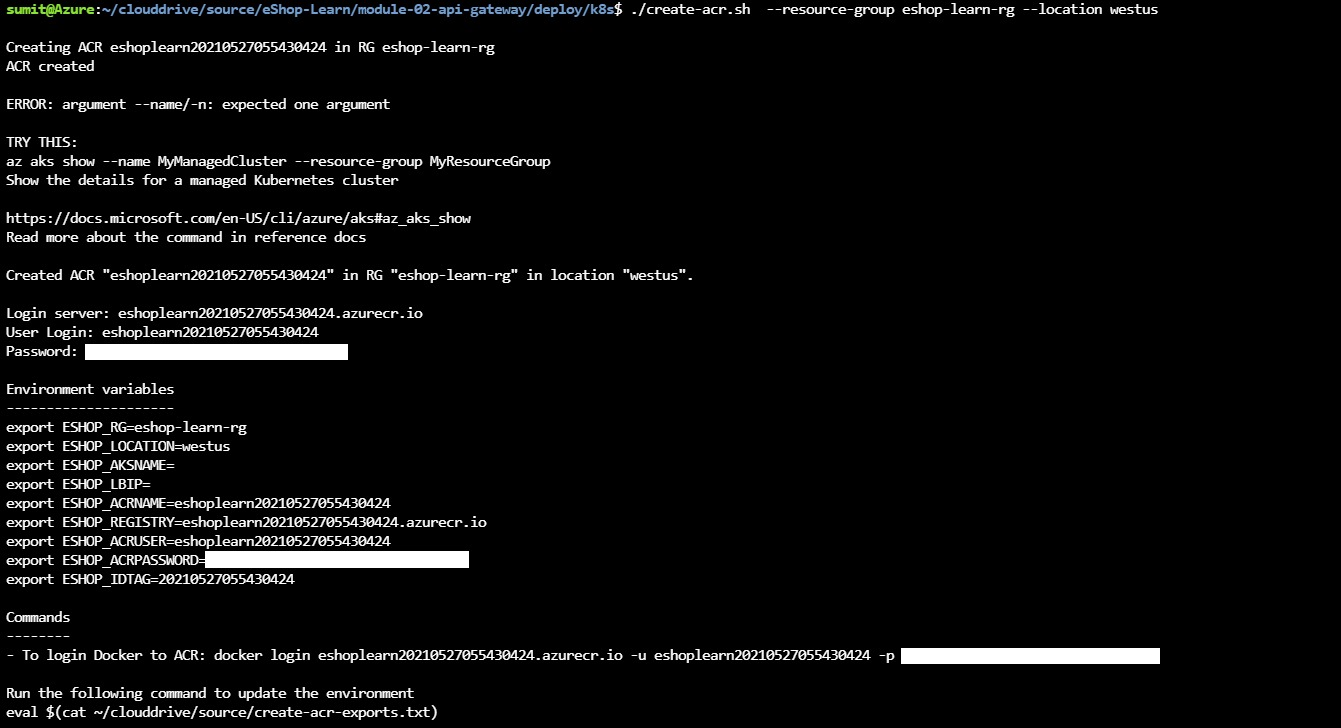 sumit@Azure:~/clouddrive/source/eShop-Learn/module-02-api-gateway/deploy/k8s$ ./create-acr.sh  --resource-group eshop-learn-rg --location westus
Creating ACR eshoplearn20210527055430424 in RG eshop-learn-rg
ACR created
ERROR: argument --name/-n: expected one argument
TRY THIS:
az aks show --name MyManagedCluster --resource-group MyResourceGroup
Show the details for a managed Kubernetes cluster
https://docs.microsoft.com/en-US/cli/azure/aks#az_aks_show
Read more about the command in reference docs
Created ACR "eshoplearn20210527055430424" in RG "eshop-learn-rg" in location "westus".
Login server: eshoplearn20210527055430424.azurecr.io
User Login: eshoplearn20210527055430424
Password:
Environment variables
---------------------
export ESHOP_RG=eshop-learn-rg
export ESHOP_LOCATION=westus
export ESHOP_AKSNAME=
export ESHOP_LBIP=
export ESHOP_ACRNAME=eshoplearn20210527055430424
export ESHOP_REGISTRY=eshoplearn20210527055430424.azurecr.io
export ESHOP_ACRUSER=eshoplearn20210527055430424
export ESHOP_ACRPASSWORD=
export ESHOP_IDTAG=20210527055430424
Commands
--------
- To login Docker to ACR: docker login eshoplearn20210527055430424.azurecr.io -u eshoplearn20210527055430424 -p
Run the following command to update the environment
eval $(cat ~/clouddrive/source/create-acr-exports.txt)